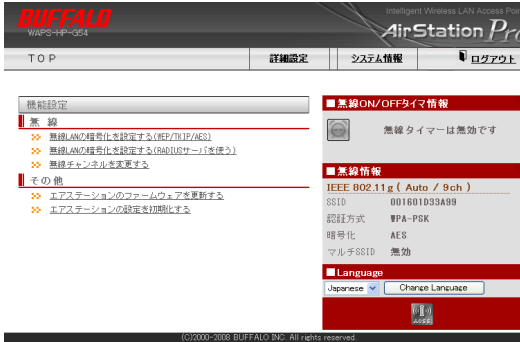 BUFFALO
WAPS-HP-G54
Intelligent Wireless LAN Access Poin
AirStation Pro
TOP
詳細設定
システム情報
ログアウト
機能設定
無 線
無線LANの暗号化を設定する(WEP/TKIP/AES)
無線LANの暗号化を設定する(RADIUSサーバを使う)
無線チャンネルを変更する
その他
エアステーションのファームウェアを更新する
エアステーションの設定を初期化する
無線ON/OFFタイマ情報
無線タイマーは無効です
無線情報
IEEE 802.11g ( Auto / 9ch )
SSID 001601D33A99
認証方式 WPA-PSK
暗号化 AES
マルチSSID 無効
Language
Japanese Change Language
AOSS
(C)2000-2008 BUFFALO INC. All rights reserved.